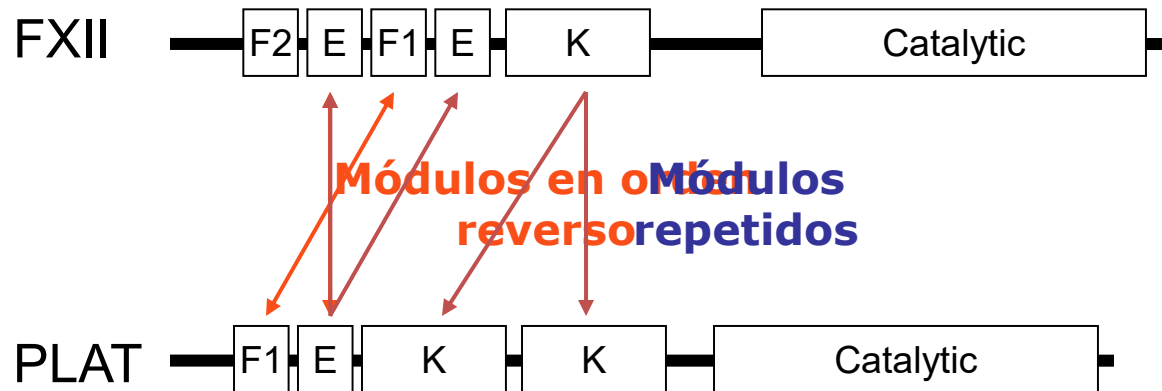 FXII F2 E F1 E K Catalytic
Módulos en orden
reverso
Módulos
repetidos
PLAT F1 E K K Catalytic